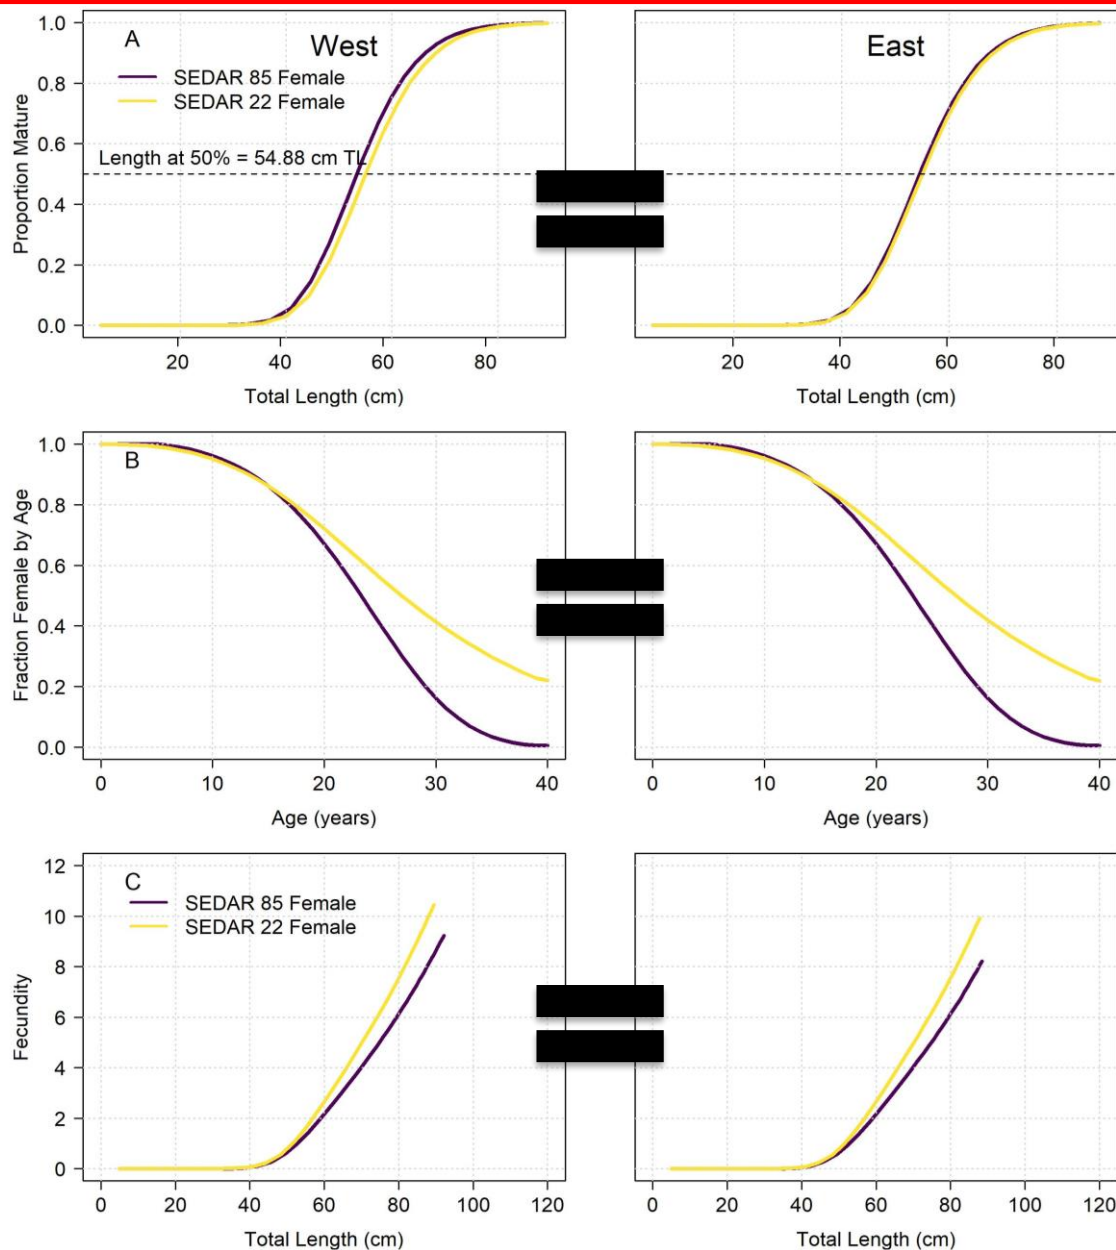 A
West
East
SEDAR 85 Female
SEDAR 22 Female
Length at 50% = 54.88 cm TL
Proportion Mature
1.0
0.8
0.6
0.4
0.2
0.0
20 40 60 80
20 40 60 80
Total Length (cm)
Total Length (cm)
B
Fraction Female by Age
1.0
0.8
0.6
0.4
0.2
0.0
0 10 20 30 40
0 10 20 30 40
Age (years)
Age (years)
C
SEDAR 85 Female
SEDAR 22 Female
Fecundity
12
10
8
6
4
2
0
0 20 40 60 80 100 120
0 20 40 60 80 100 120
Total Length (cm)
Total Length (cm)